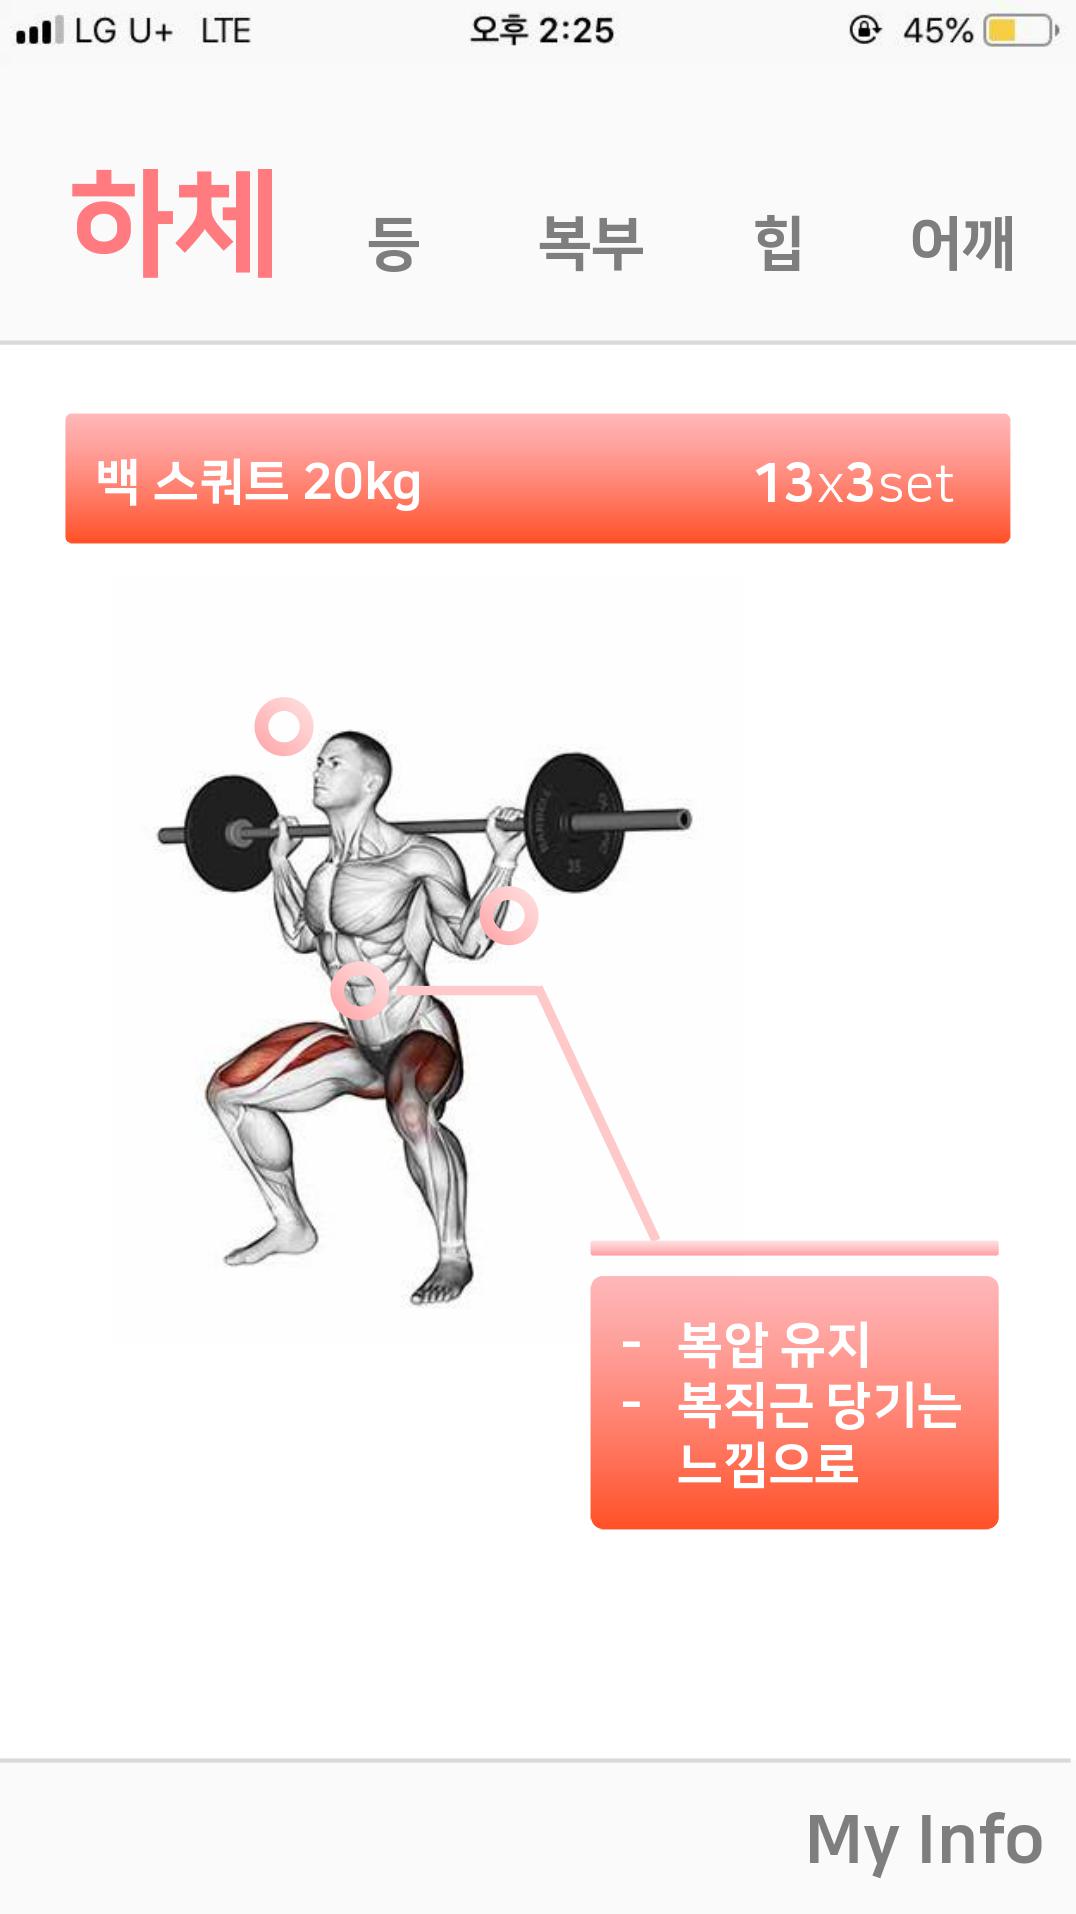 LG U+ LTE 오후 2:25 45%
하체 등 복부 힙 어깨
백 스쿼트 20kg 13x3set
- 복압 유지
- 복직근 당기는
느낌으로
My Info